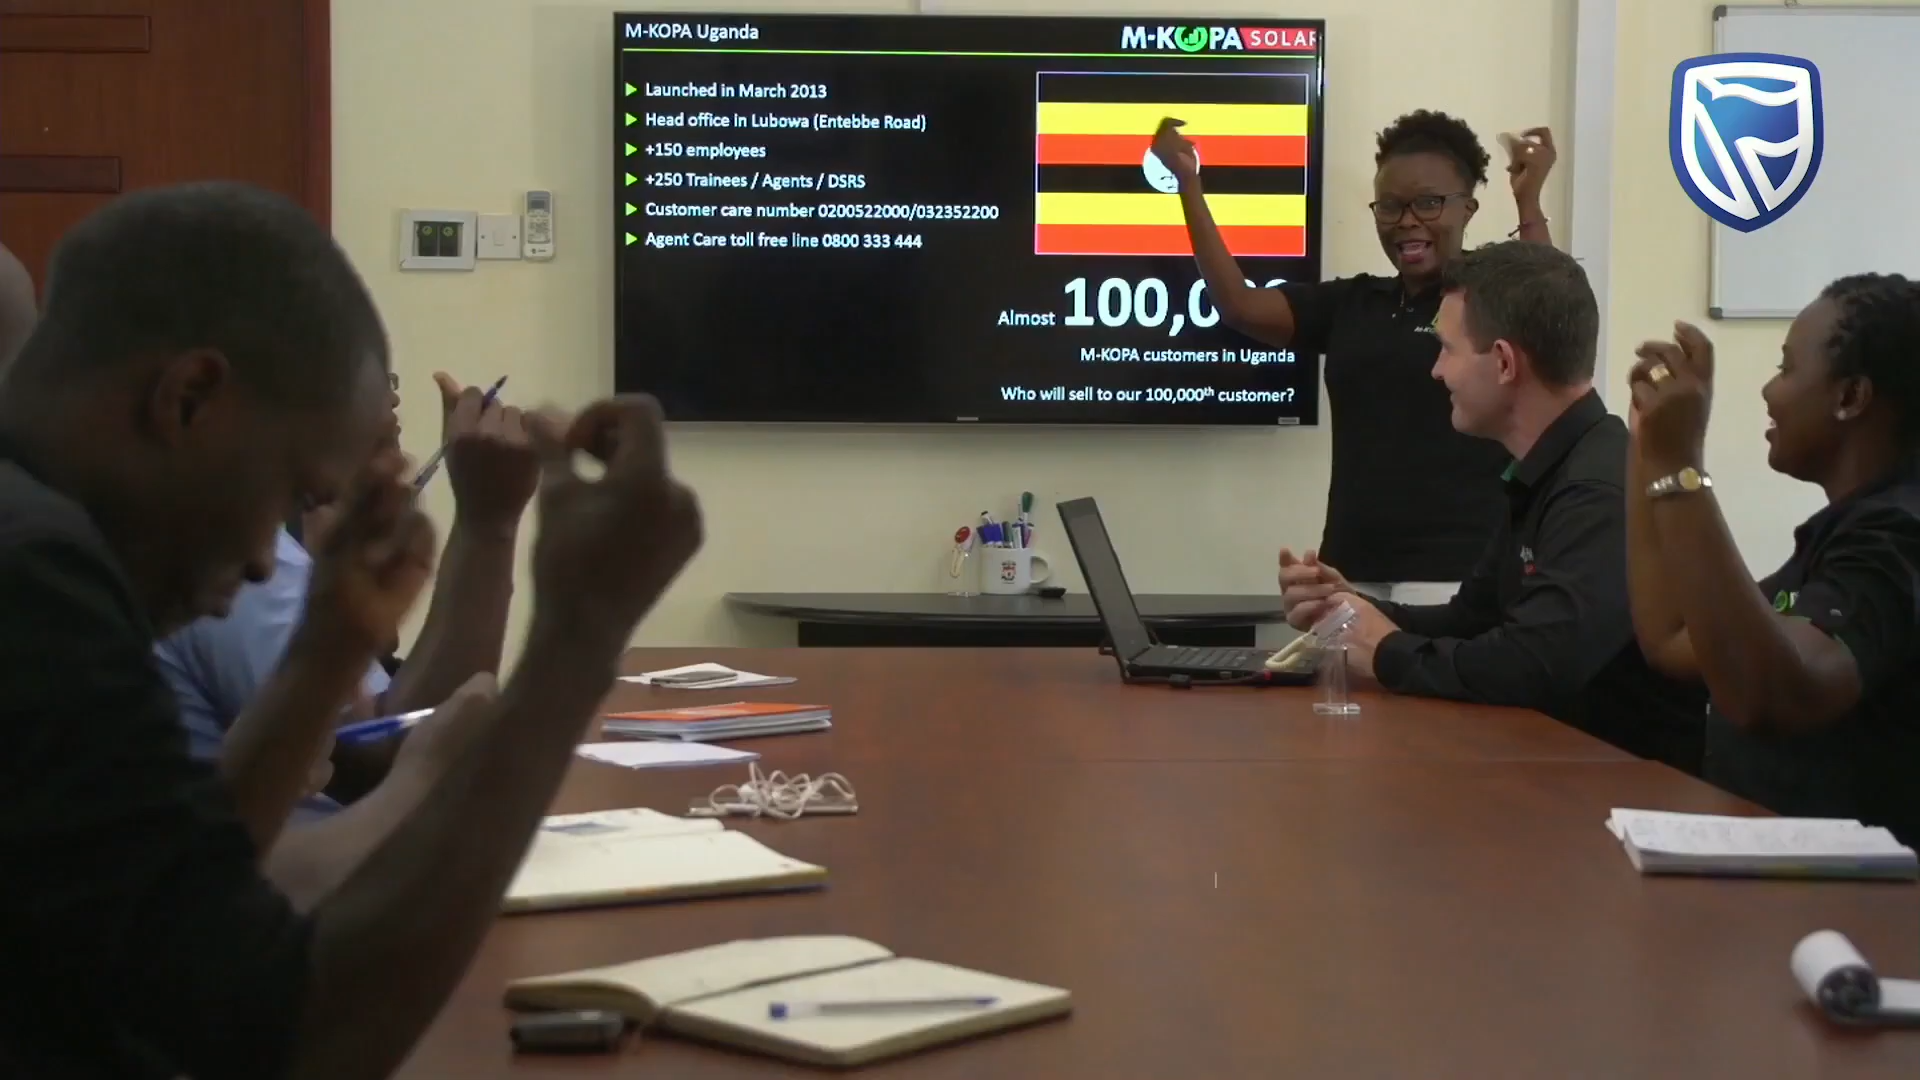 M-KOPA Uganda
M-KOPA SOLAR
Launched in March 2013
Head office in Lubowa (Entebbe Road)
+150 employees
+250 Trainees / Agents / DSRS
Customer care number 0200522000/032352200
Agent Care toll free line 0800 333 444
Almost 100,0
M-KOPA customers in Uganda
Who will sell to our 100,000th customer?